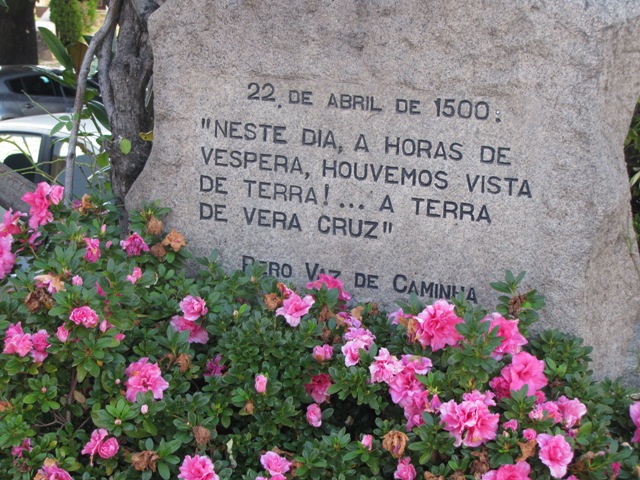 22 DE ABRIL DE 1500:
"NESTE DIA, A HORAS DE
VESPERA, HOUVEMOS VISTA
DE TERRA! ... A TERRA
DE VERA CRUZ"
PERO VAZ DE CAMINHA